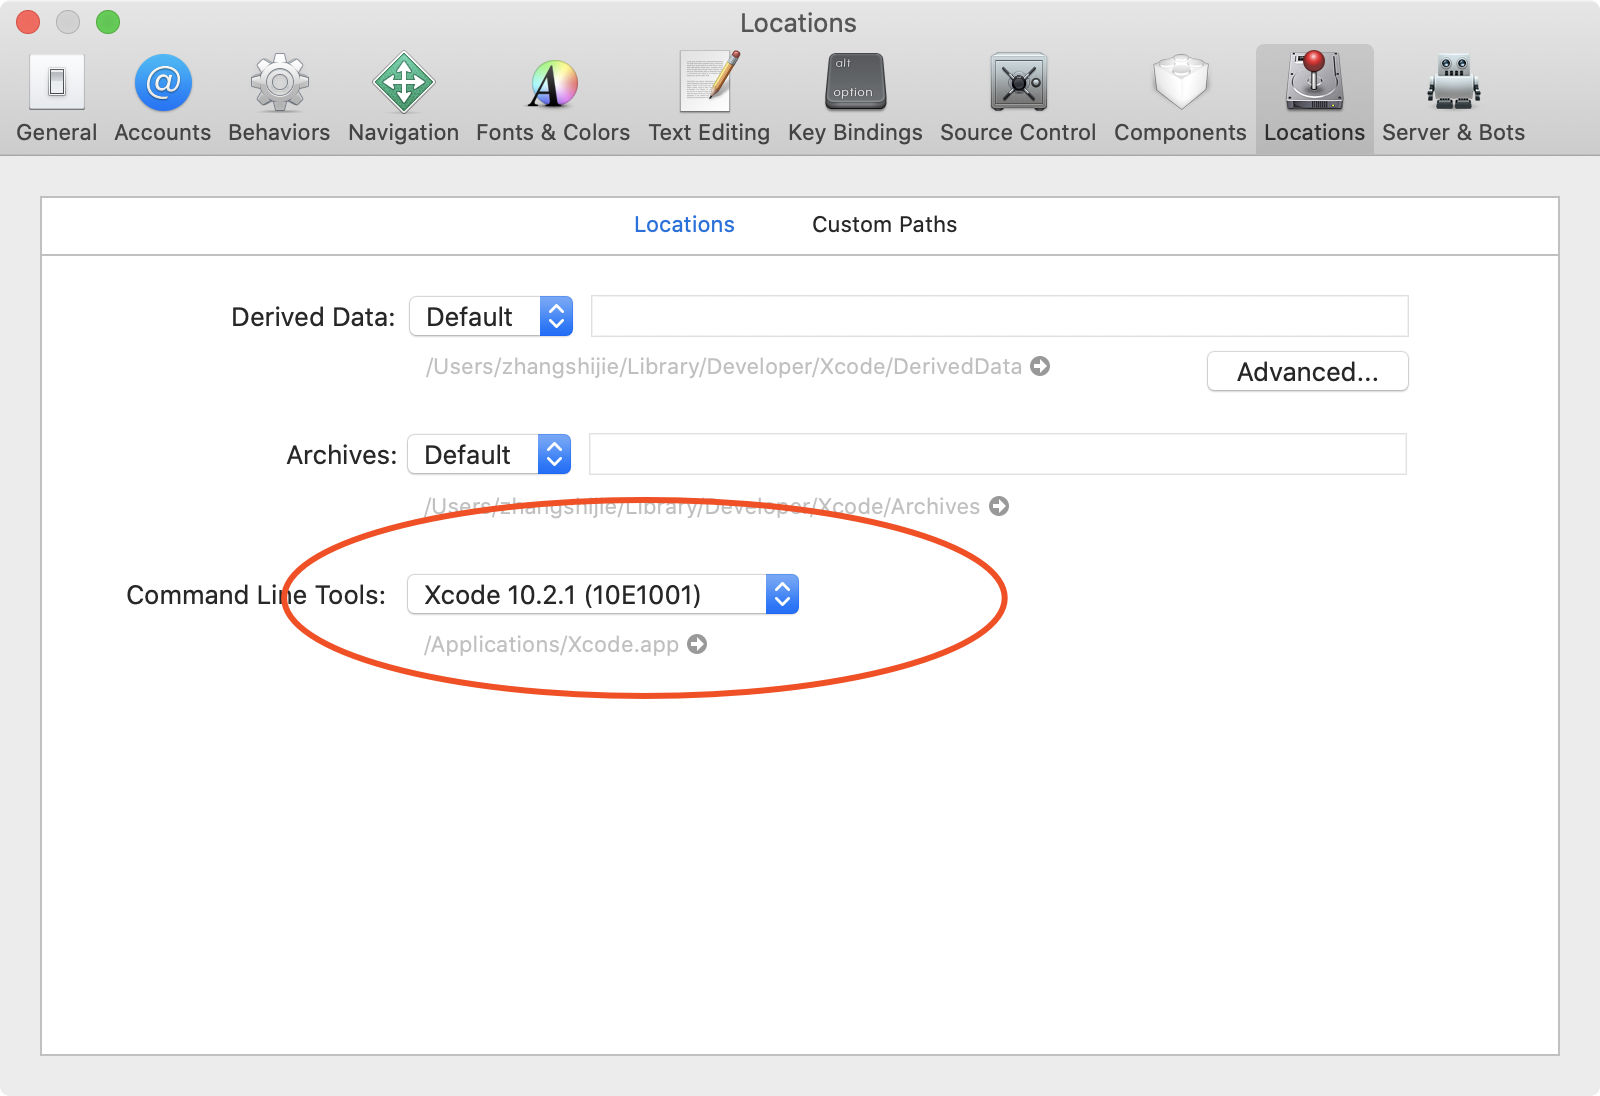 Locations
@
alt
option
A
General Accounts Behaviors Navigation Fonts & Colors Text Editing Key Bindings Source Control Components Locations Server & Bots
Locations Custom Paths
Derived Data: Default
/Users/zhangshijie/Library/Developer/Xcode/DerivedData
Advanced...
Archives: Default
/Users/zhangshijie/Library/Developer/Xcode/Archives
Command Line Tools: Xcode 10.2.1 (10E1001)
/Applications/Xcode.app